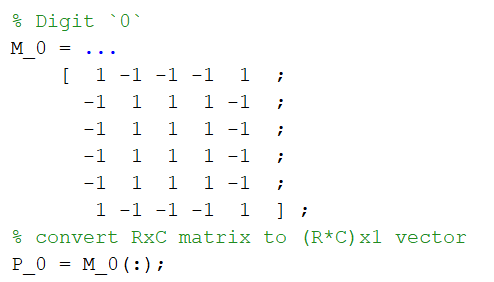 % Digit `0`
M_0 = ...
[ 1 -1 -1 -1 1 ;
-1 1 1 1 -1 ;
-1 1 1 1 -1 ;
-1 1 1 1 -1 ;
-1 1 1 1 -1 ;
1 -1 -1 -1 1 ] ;
% convert RxC matrix to (R*C)x1 vector
P_0 = M_0(:);